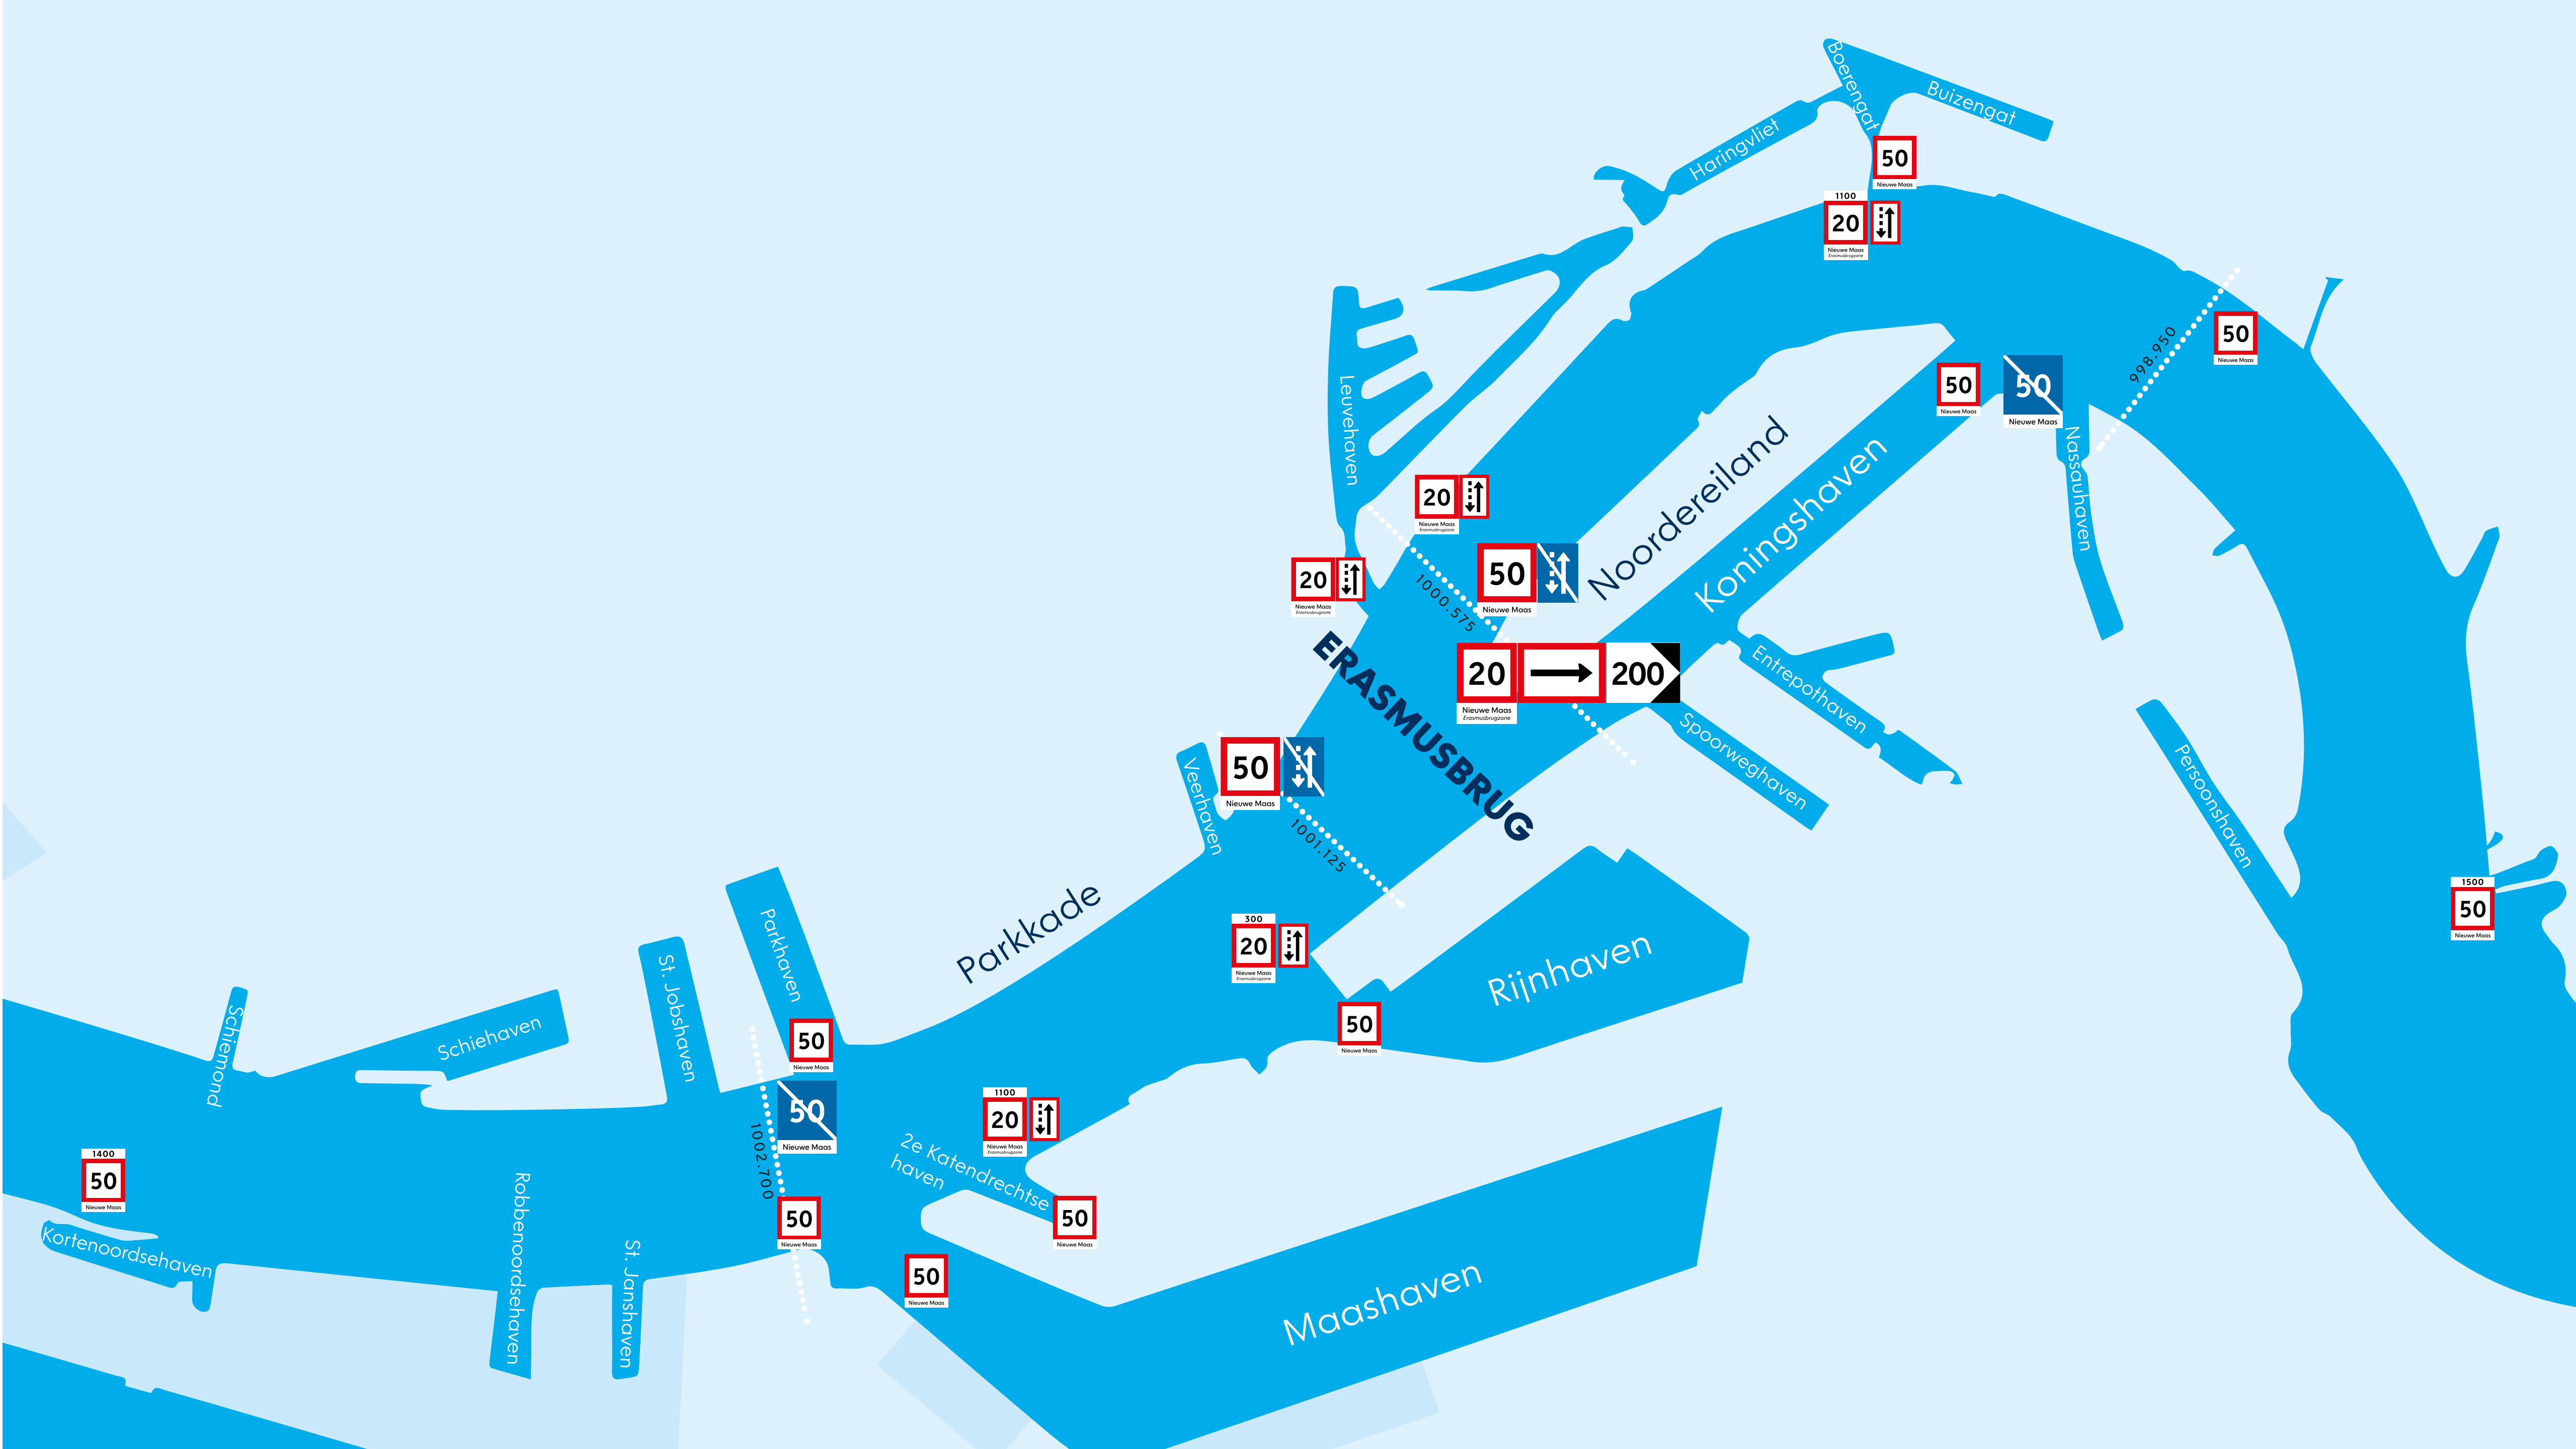 Boerengat
Buizengat
Haringvliet
50
Nieuwe Maas
1100
20
Nieuwe Maas
Erasmusbrugzone
998.950
50
Nieuwe Maas
50
Nieuwe Maas
50
Nieuwe Maas
Nassauhaven
Leuvehaven
Noordereiland
Koningshaven
20
Nieuwe Maas
Erasmusbrugzone
20
Nieuwe Maas
Erasmusbrugzone
1000.575
50
Nieuwe Maas
ERASMUSBRUG
20
200
Nieuwe Maas
Erasmusbrugzone
Entrepothaven
Spoorweghaven
Persoonshaven
Veerhaven
50
Nieuwe Maas
1001.125
1500
50
Nieuwe Maas
Parkkade
300
20
Nieuwe Maas
Erasmusbrugzone
Rijnhaven
50
Nieuwe Maas
Parkhaven
St. Jobshaven
Schiehaven
Schiemond
50
Nieuwe Maas
50
Nieuwe Maas
1002.700
1100
20
Nieuwe Maas
Erasmusbrugzone
2e Katendrechtse
haven
50
Nieuwe Maas
50
Nieuwe Maas
50
Nieuwe Maas
1400
50
Nieuwe Maas
Kortenoordsehaven
Robbenoordsehaven
St. Janshaven
Maashaven